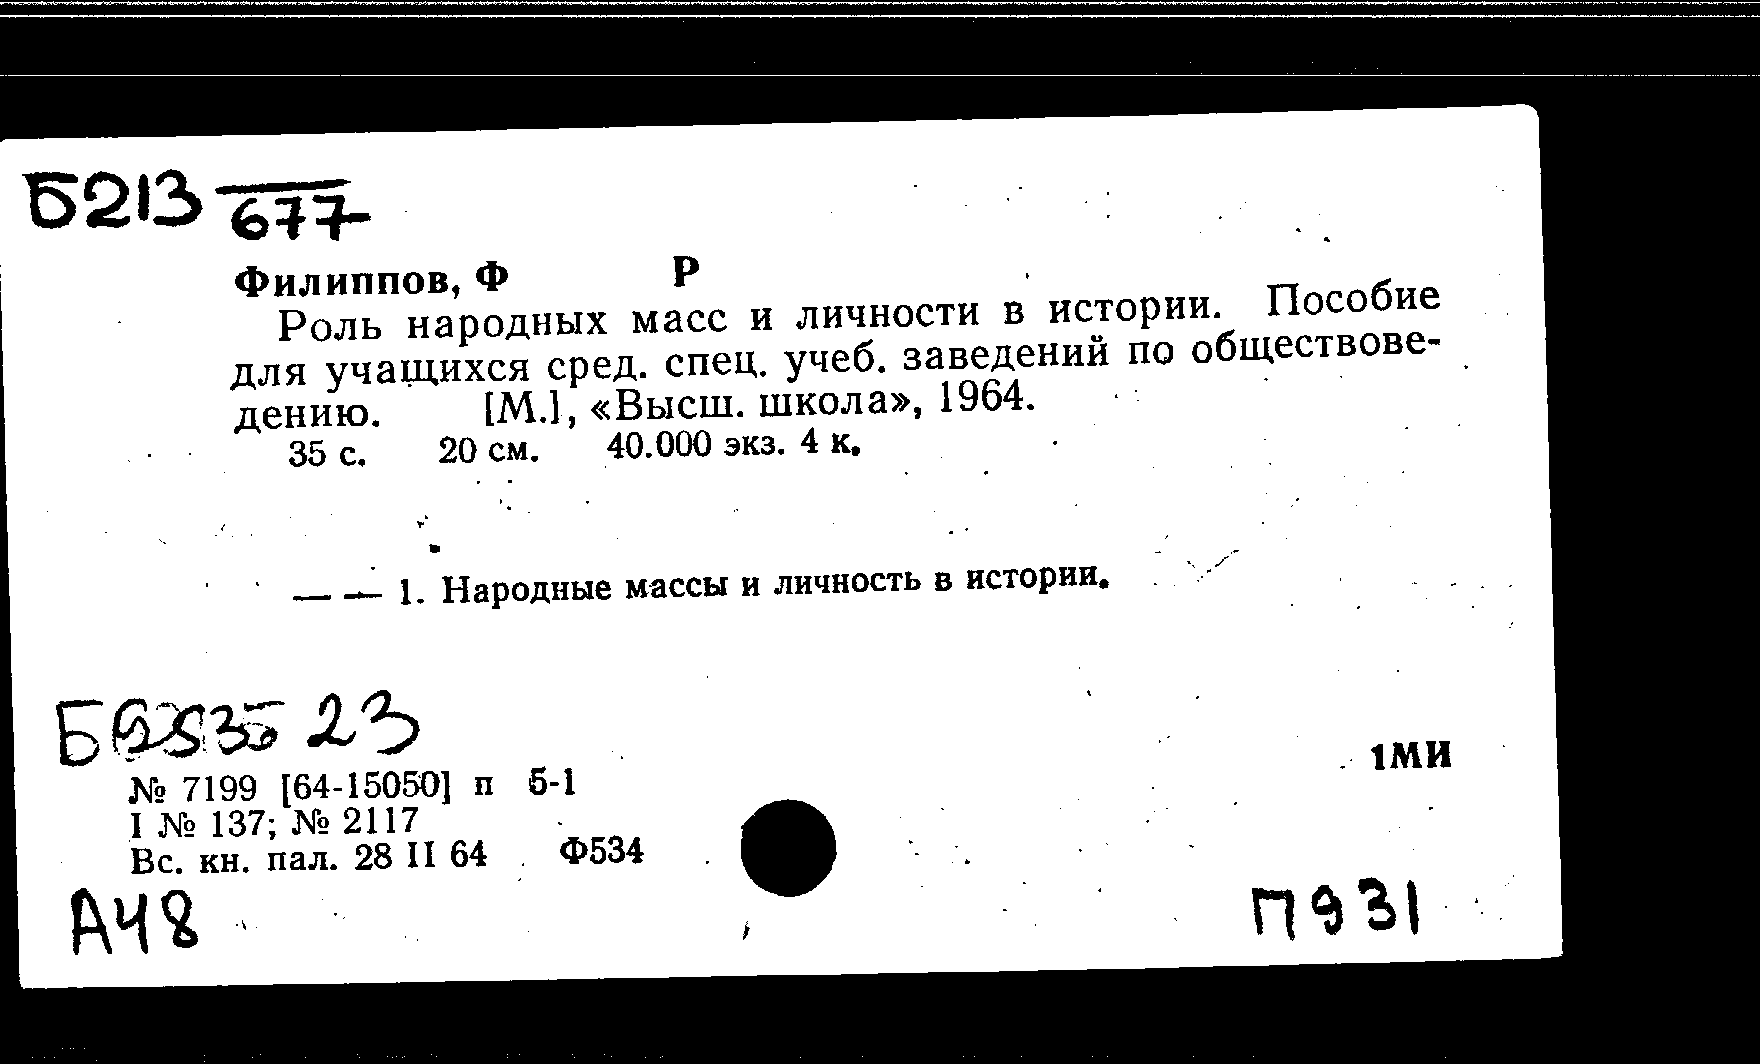 Б213 677
Филиппов, Ф Р
Роль народных масс и личности в истории. Пособие
для учащихся сред. спец. учеб. заведений по обществове-
дению. [М.], «Высш. школа», 1964.
35 с. 20 см. 40.000 экз. 4 к.
— — 1. Народные массы и личность в истории.
23
1МИ
№ 7199 [64-15050] п б-1
I № 137; № 2117
Вс. кн. пал. 28 II 64 Ф534
А48 П931